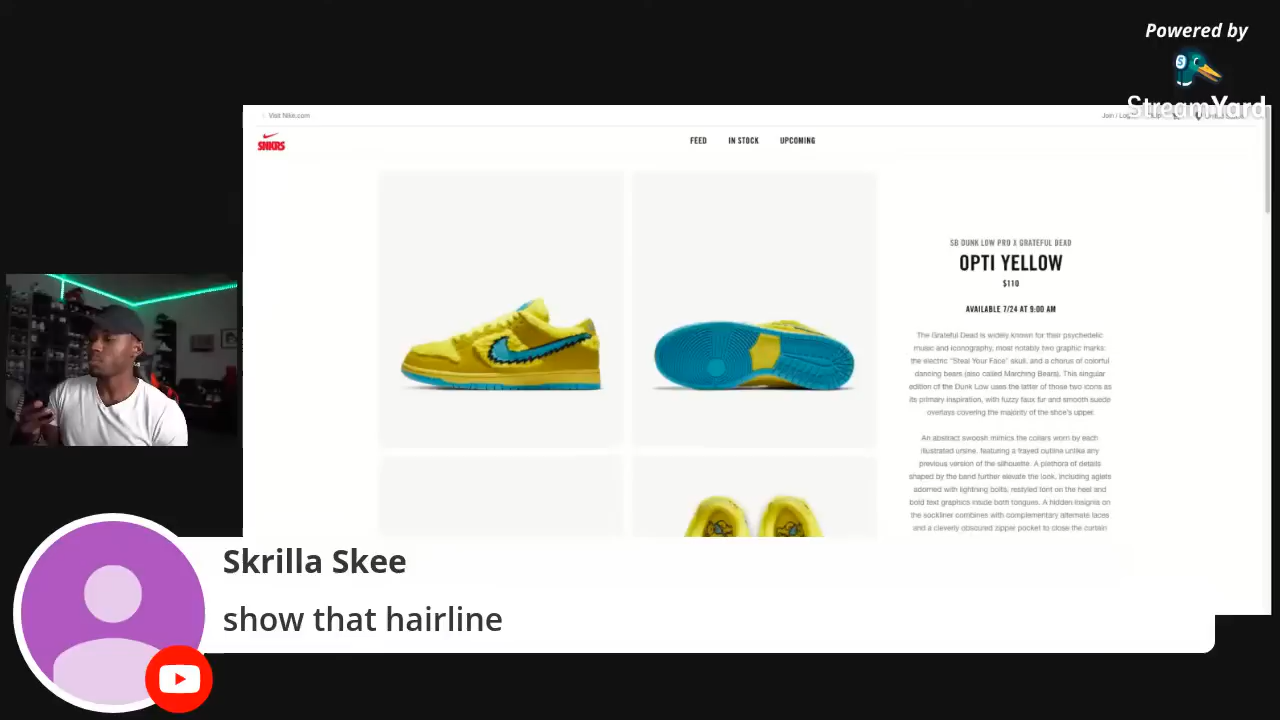 Powered by
StreamYard
Visit Nike.com
Join / Log
SNKRS
FEED
IN STOCK
UPCOMING
SB DUNK LOW PRO X GRATEFUL DEAD
OPTI YELLOW
$110
AVAILABLE 7/24 AT 9:00 AM
The Grateful Dead is widely known for their psychedelic
music and iconography, most notably two graphic marks:
the electric "Steal Your Face" skull, and a chorus of colorful
dancing bears (also called Marching Bears). This singular
edition of the Dunk Low uses the latter of those two icons as
its primary inspiration, with fuzzy faux fur and smooth suede
overlays covering the majority of the shoe's upper.
An abstract swoosh mimics the collars worn by each
illustrated ursine, featuring a frayed outline unlike any
previous version of the silhouette. A plethora of details
shaped by the band further elevate the look, including aglets
adorned with lightning bolts, restyled font on the heel and
bold text graphics inside both tongues. A hidden insignia on
the sockliner combines with complementary alternate laces
and a cleverly obscured zipper pocket to close the curtain
Skrilla Skee
show that hairline